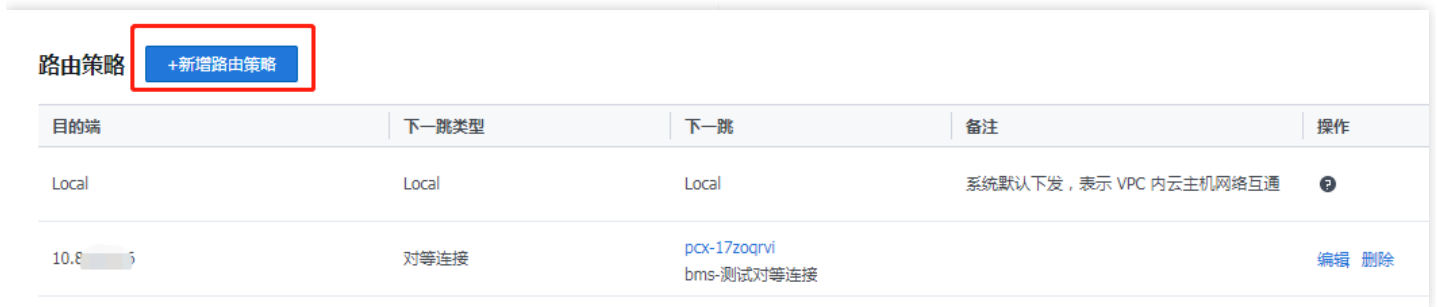 路由策略 +新增路由策略
目的端 下一跳类型 下一跳 备注 操作
Local Local Local 系统默认下发，表示 VPC 内云主机网络互通
10.8 5 对等连接 pcx-17zoqrvi 编辑 删除
bms-测试对等连接